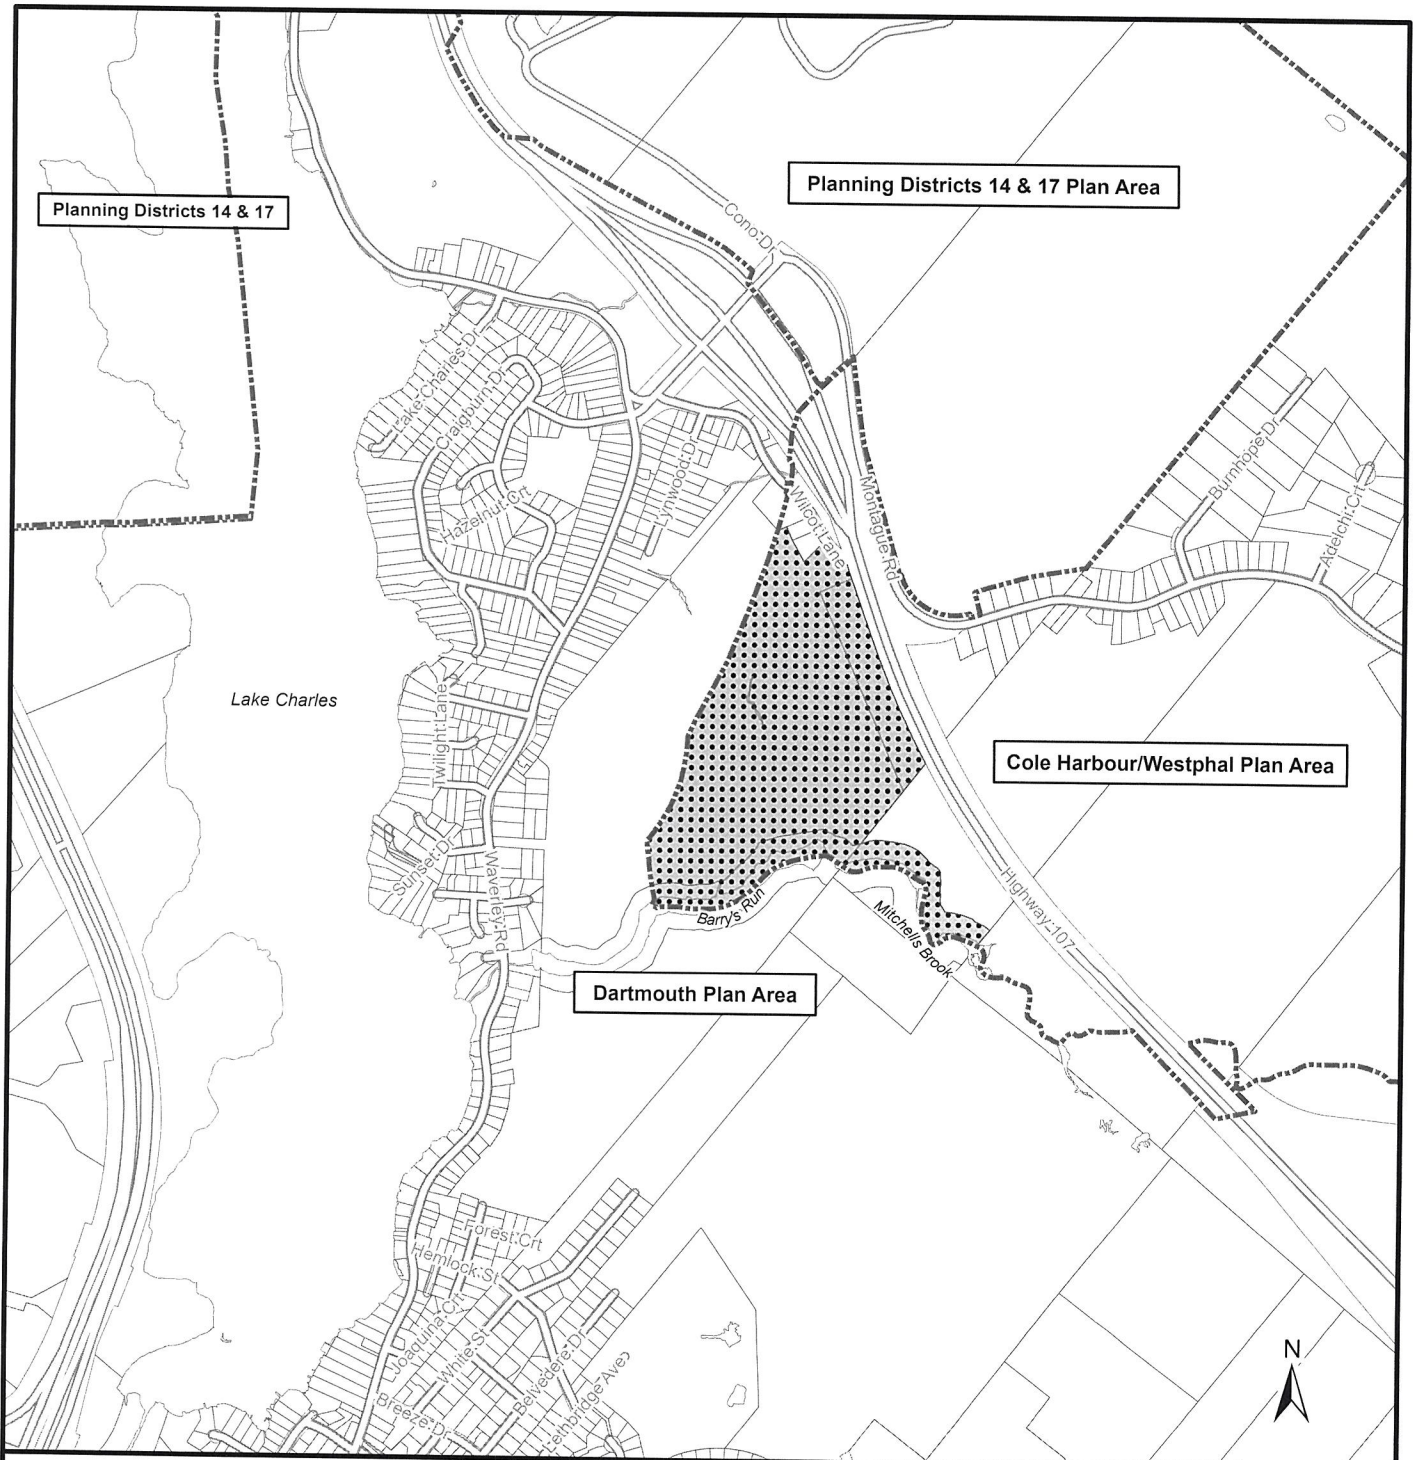 Planning Districts 14 & 17 Plan Area
Planning Districts 14 & 17
Cono Dr
Lake Charles Dr
Craigburn Dr
Burnhope Dr
Lynwood Dr
Hazelnut Crt
Wilcot Lane
Montague Rd
Adelchi Crt
Lake Charles
Twilight Lane
Cole Harbour/Westphal Plan Area
Sunset Dr
Waverley Rd
Highway 107
Barry's Run
Mitchells Brook
Dartmouth Plan Area
Forest Crt
Hemlock St
Joaquina Crt
White St
Belvedere Dr
Breeze Dr
Lethbridge Ave
N